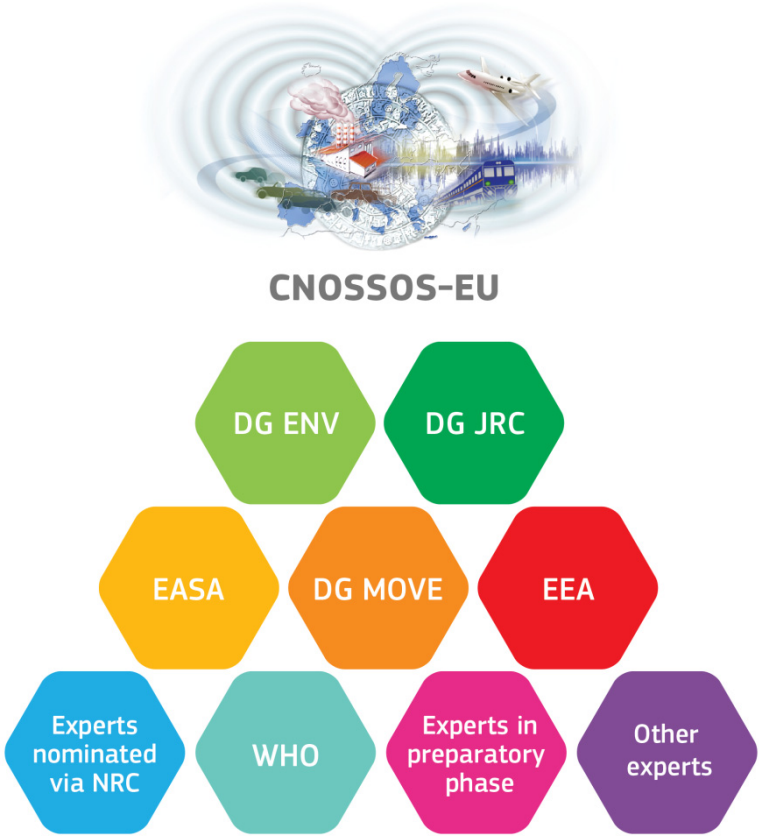 CNOSSOS-EU
DG ENV
DG JRC
EASA
DG MOVE
EEA
Experts
nominated
via NRC
WHO
Experts in
preparatory
phase
Other
experts